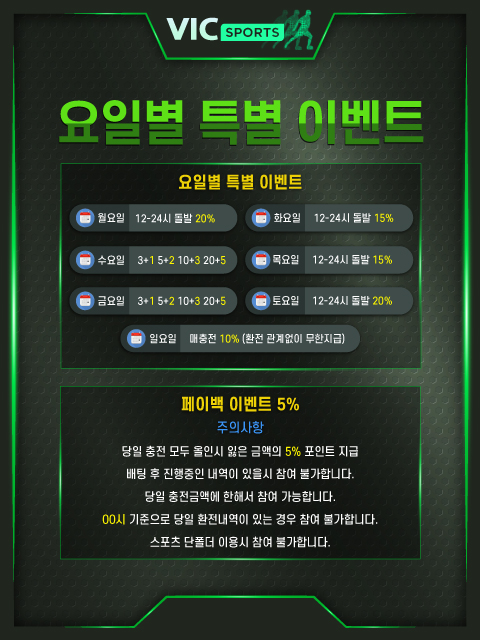 VIC SPORTS
요일별 특별 이벤트
요일별 특별 이벤트
월요일 12-24시 돌발 20%
화요일 12-24시 돌발 15%
수요일 3+1 5+2 10+3 20+5
목요일 12-24시 돌발 15%
금요일 3+1 5+2 10+3 20+5
토요일 12-24시 돌발 20%
일요일 매충전 10% (환전 관계없이 무한지급)
페이백 이벤트 5%
주의사항
당일 충전 모두 올인시 잃은 금액의 5% 포인트 지급
배팅 후 진행중인 내역이 있을시 참여 불가합니다.
당일 충전금액에 한해서 참여 가능합니다.
00시 기준으로 당일 환전내역이 있는 경우 참여 불가합니다.
스포츠 단폴더 이용시 참여 불가합니다.